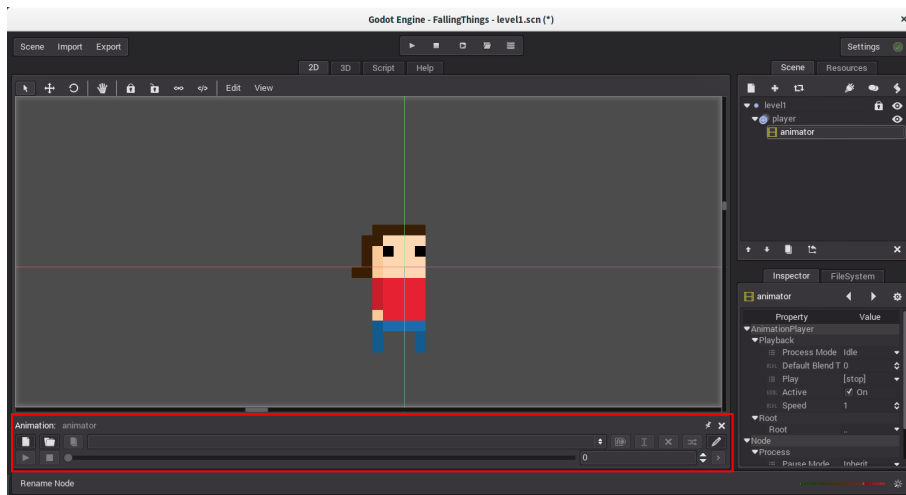 Godot Engine - FallingThings - level1.scn (*)
Scene Import Export
Settings
2D 3D Script Help
Scene Resources
Edit View
level1
player
animator
Inspector FileSystem
animator
Property Value
AnimationPlayer
Playback
Process Mode Idle
Default Blend T 0
Play [stop]
Active On
Speed 1
Root
Root ..
Node
Process
Pause Mode Inherit
Animation: animator
0
Rename Node